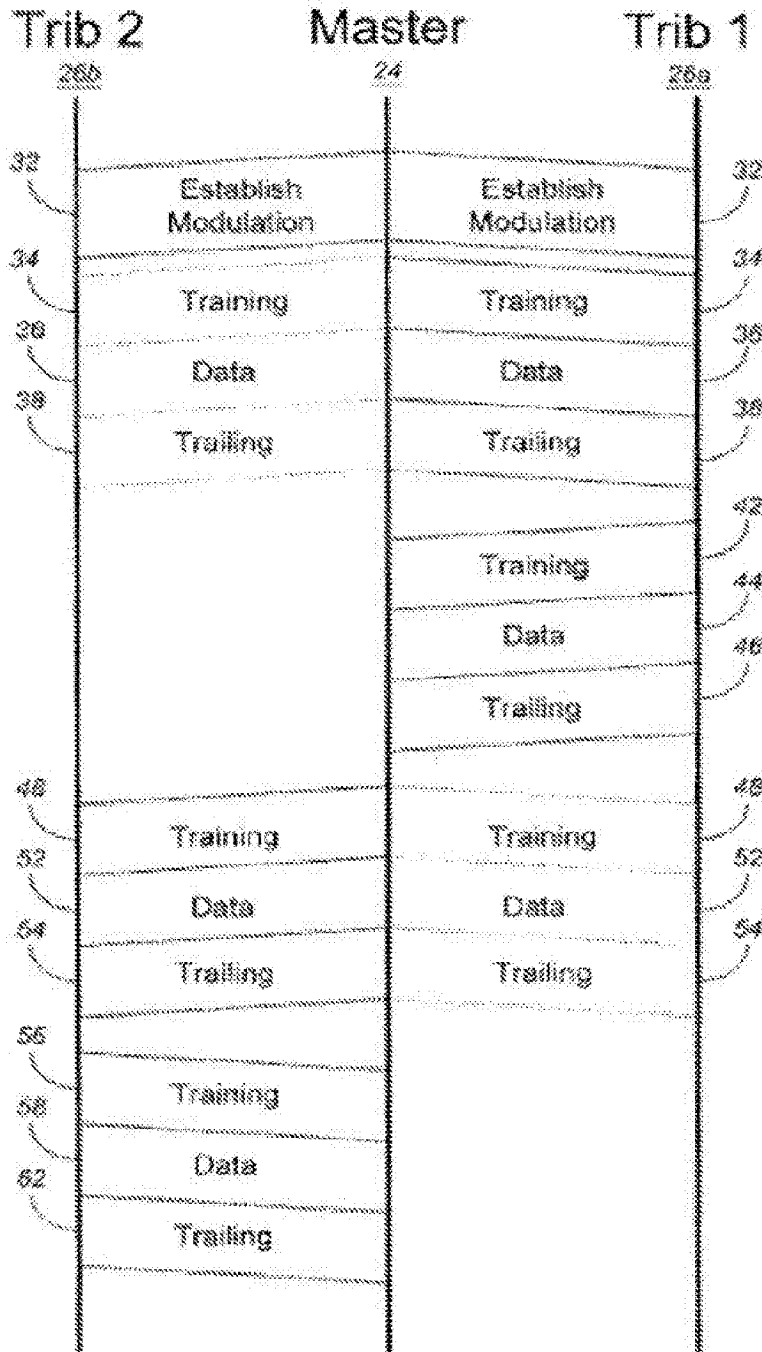 Trib 2 Master Trib 1
26b 24 26a
32 Establish Modulation Establish Modulation 32
34 Training Training 34
36 Data Data 36
38 Trailing Trailing 38
Training 42
Data 44
Trailing 46
48 Training Training 48
52 Data Data 52
54 Trailing Trailing 54
56 Training
58 Data
62 Trailing